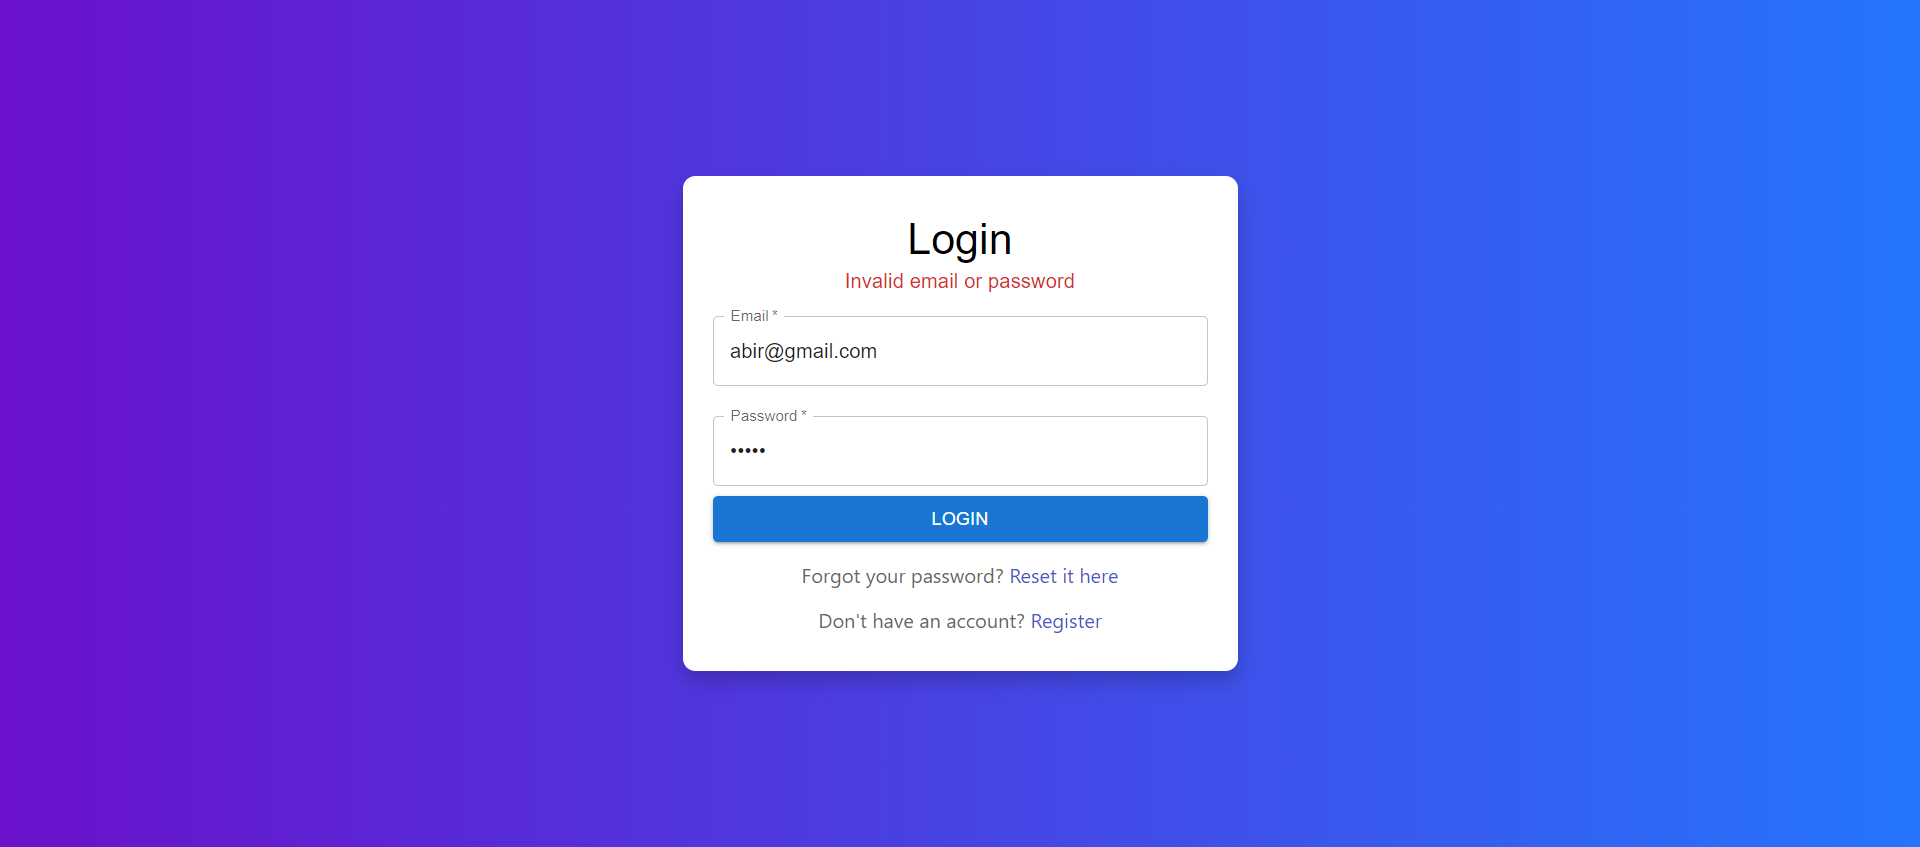 Login
Invalid email or password
Email *
abir@gmail.com
Password *
•••••
LOGIN
Forgot your password? Reset it here
Don't have an account? Register